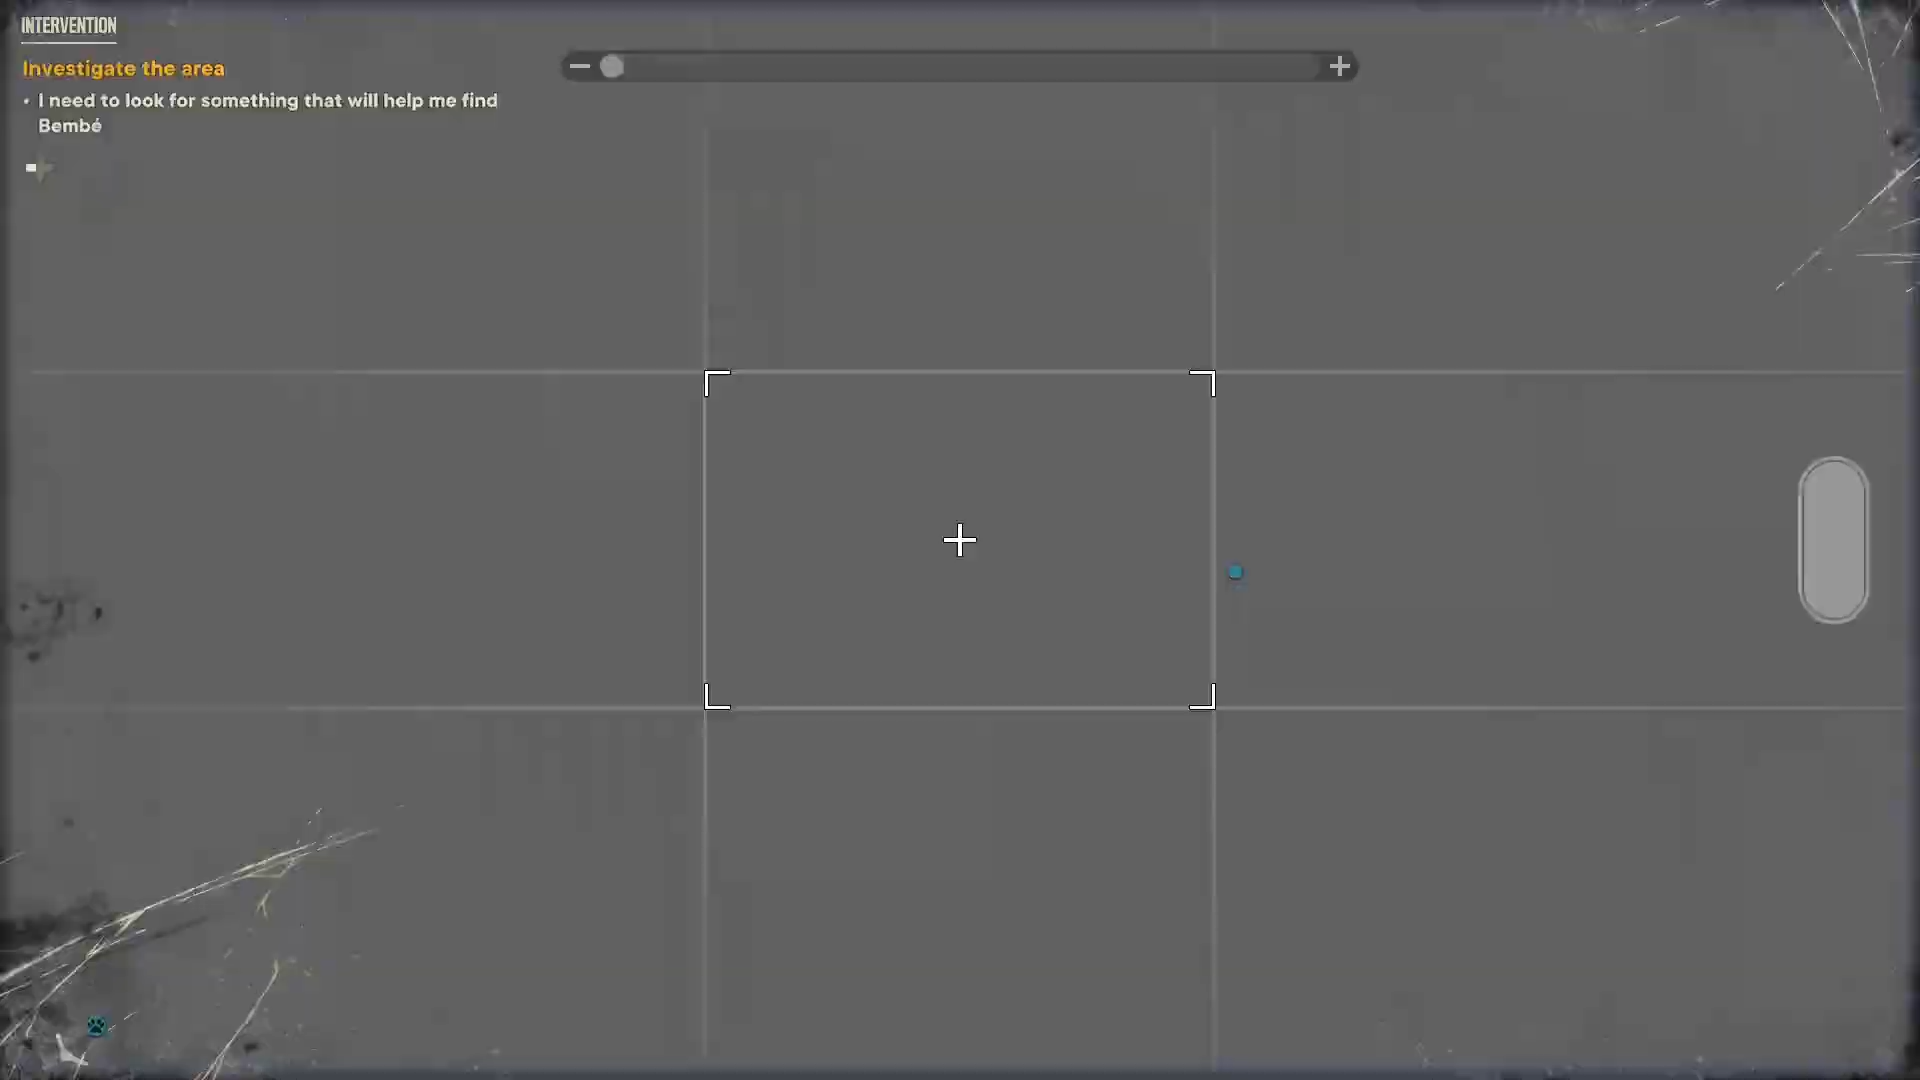 INTERVENTION
Investigate the area
• I need to look for something that will help me find
Bembé